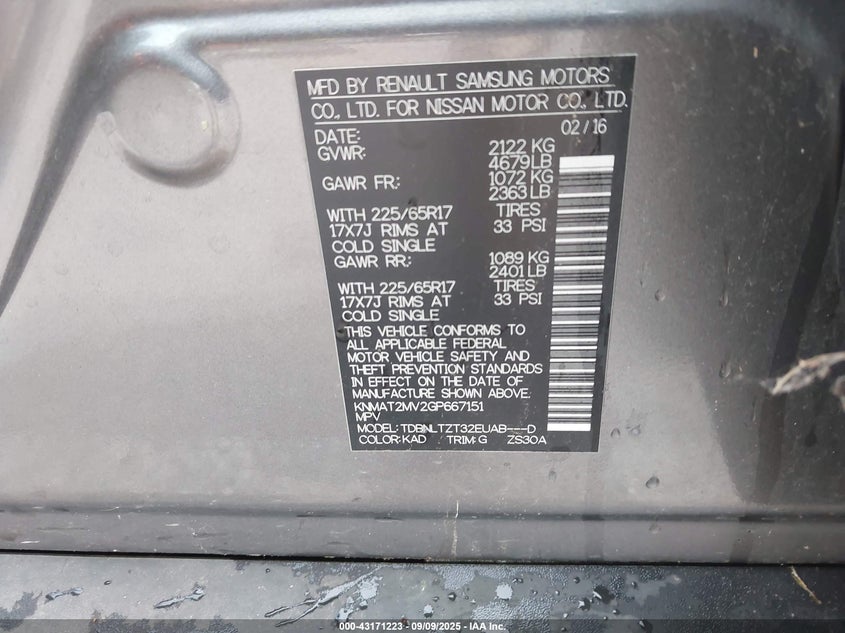 MFD BY RENAULT SAMSUNG MOTORS
CO., LTD. FOR NISSAN MOTOR CO., LTD.
DATE: 02/16
GVWR: 2122 KG
4679 LB
GAWR FR: 1072 KG
2363 LB
WITH 225/65R17 TIRES
17X7J RIMS AT 33 PSI
COLD SINGLE
GAWR RR: 1089 KG
2401 LB
WITH 225/65R17 TIRES
17X7J RIMS AT 33 PSI
COLD SINGLE
THIS VEHICLE CONFORMS TO
ALL APPLICABLE FEDERAL
MOTOR VEHICLE SAFETY AND
THEFT PREVENTION STANDARDS
IN EFFECT ON THE DATE OF
MANUFACTURE SHOWN ABOVE.
KNMAT2MV2GP667151
MPV
MODEL: TDBNLTZT32EUAB---D
COLOR: KAD TRIM: G ZS30A
000-43171223 - 09/09/2025 - IAA Inc.